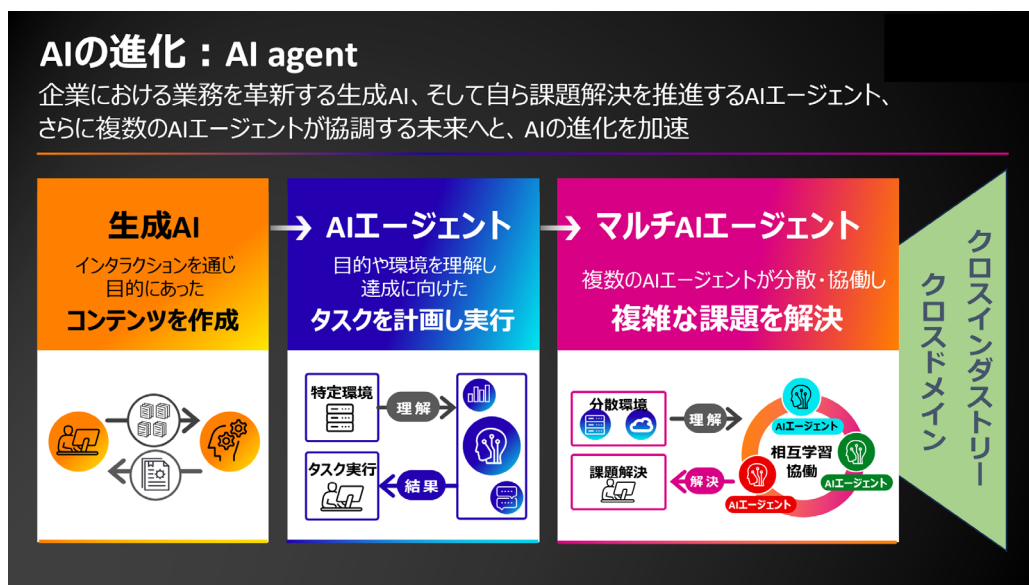 AIの進化：AI agent
企業における業務を革新する生成AI、そして自ら課題解決を推進するAIエージェント、
さらに複数のAIエージェントが協調する未来へと、AIの進化を加速
生成AI
インタラクションを通じ
目的にあった
コンテンツを作成
AIエージェント
目的や環境を理解し
達成に向けた
タスクを計画し実行
特定環境
理解
タスク実行
結果
マルチAIエージェント
複数のAIエージェントが分散・協働し
複雑な課題を解決
分散環境
理解
課題解決
解決
AIエージェント
相互学習
協働
AIエージェント
AIエージェント
クロスインダストリー
クロスドメイン